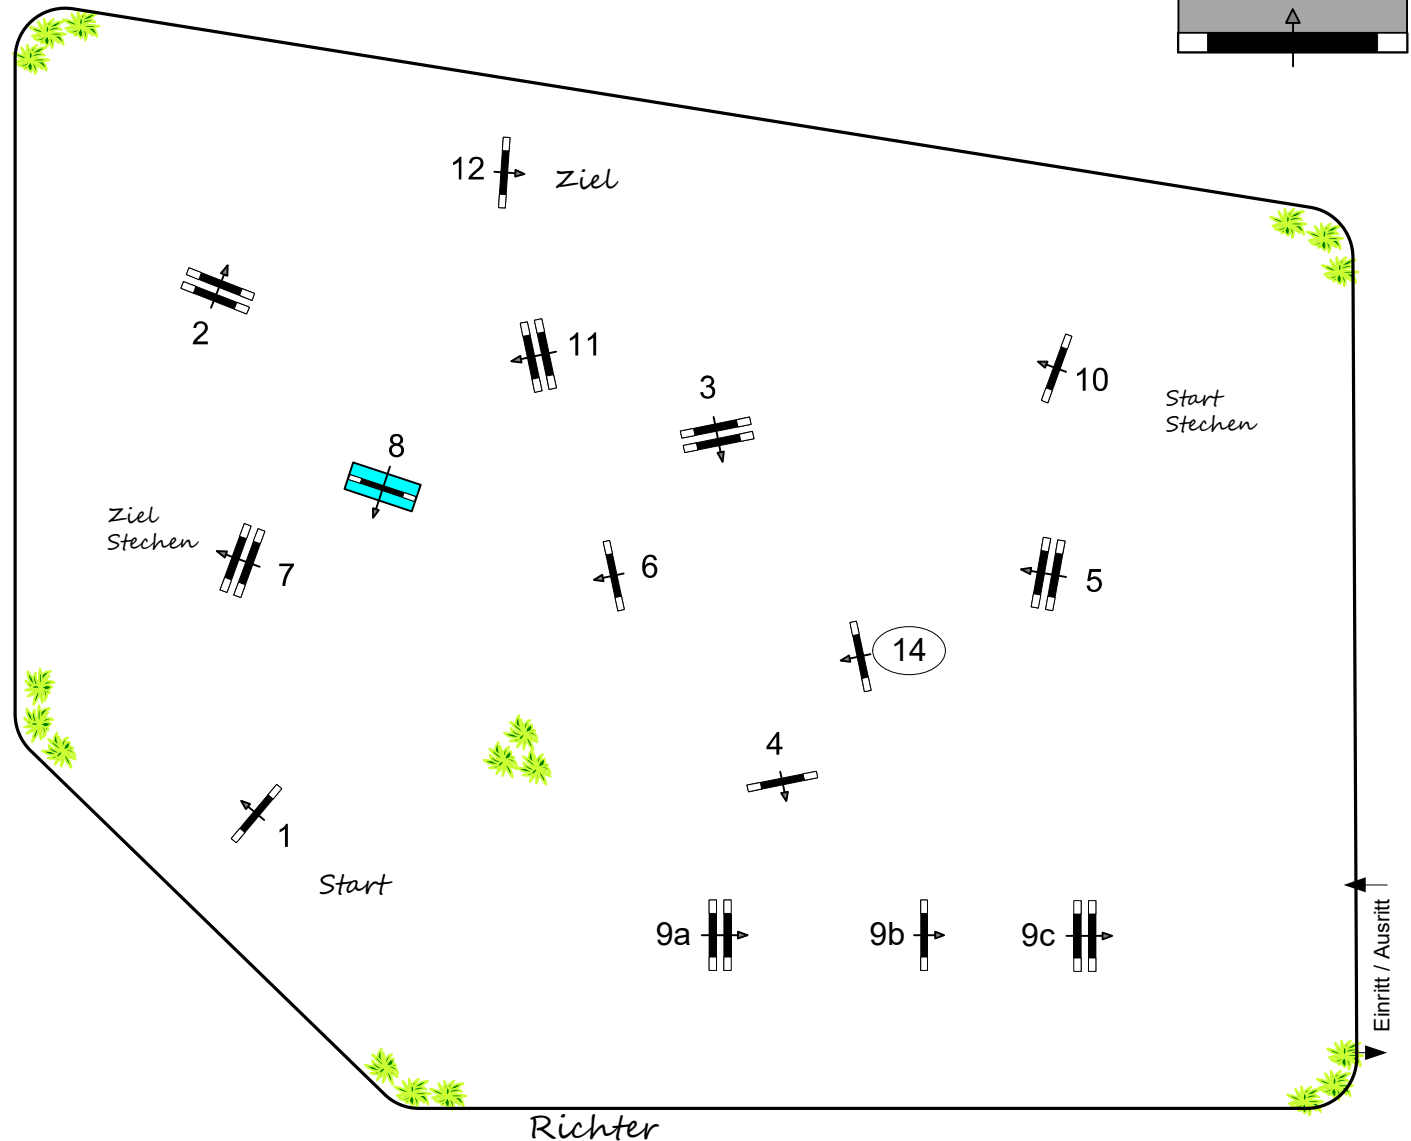 12
Ziel
2
11
3
10
Start
Stechen
8
Ziel
Stechen
7
6
5
14
4
1
Start
9a
9b
9c
Einritt / Ausritt
Richter